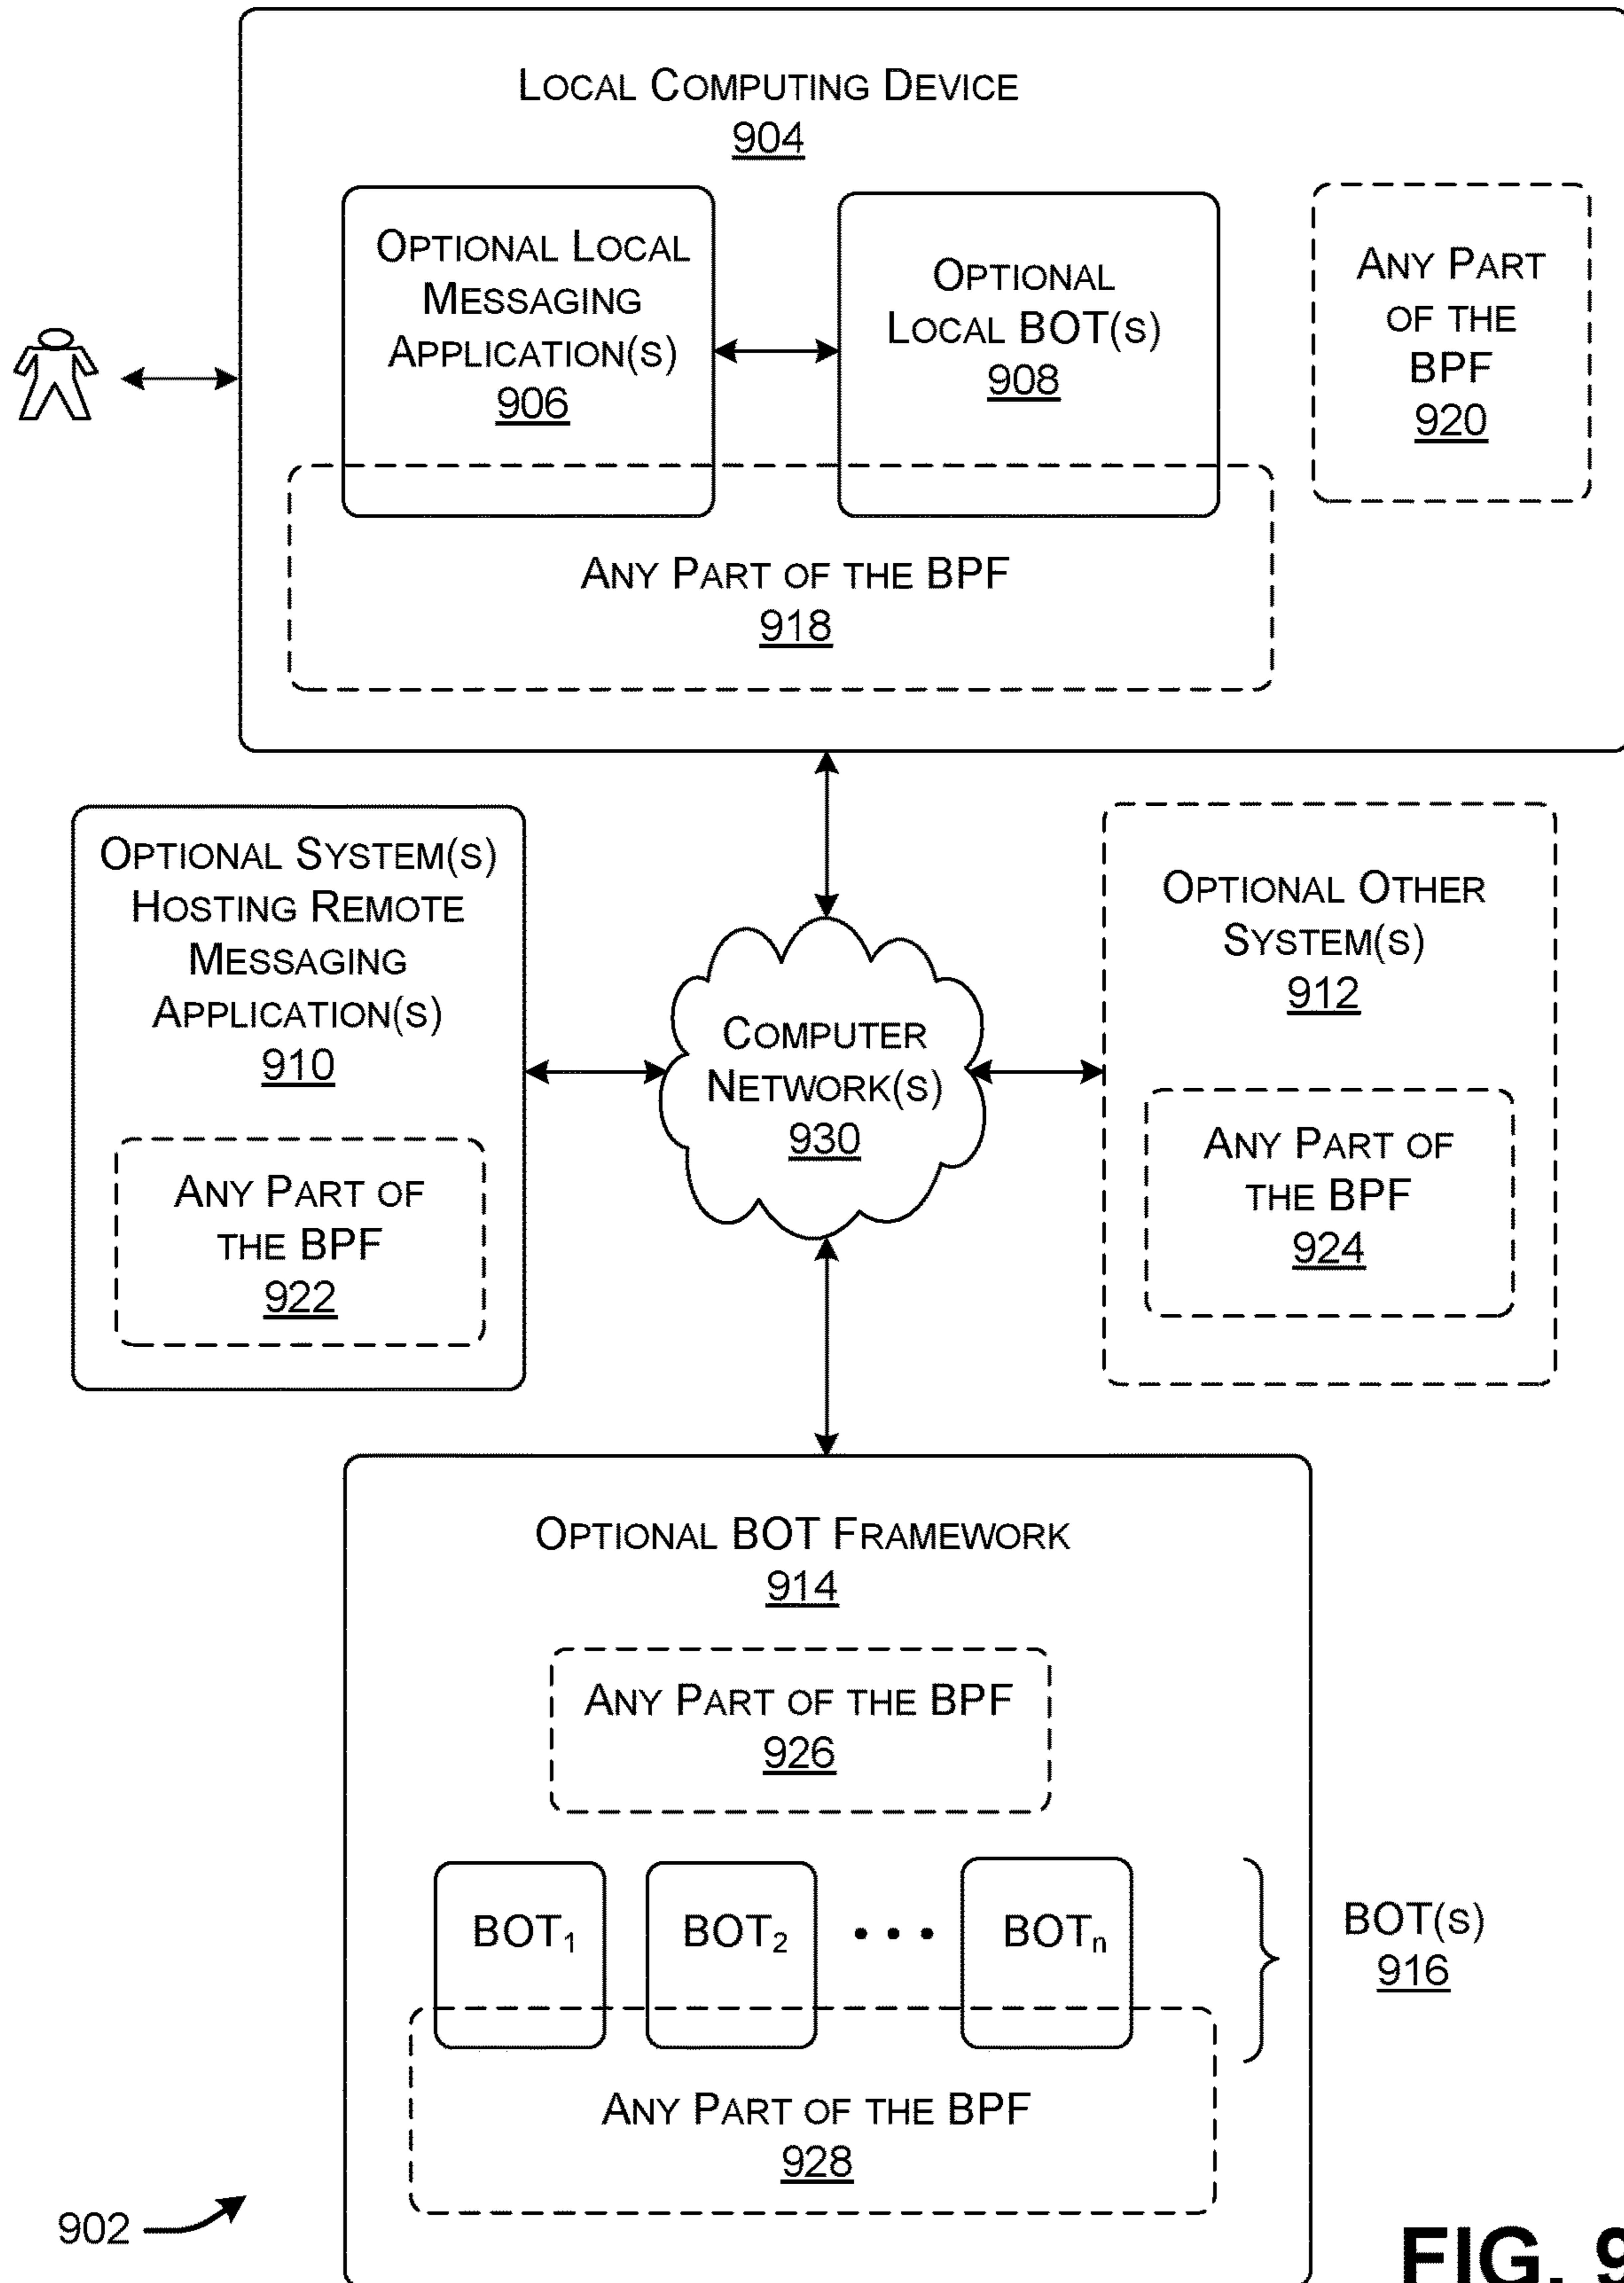 LOCAL COMPUTING DEVICE
904
OPTIONAL LOCAL
MESSAGING
APPLICATION(S)
906
OPTIONAL
LOCAL BOT(S)
908
ANY PART
OF THE
BPF
920
ANY PART OF THE BPF
918
OPTIONAL SYSTEM(S)
HOSTING REMOTE
MESSAGING
APPLICATION(S)
910
ANY PART OF
THE BPF
922
COMPUTER
NETWORK(S)
930
OPTIONAL OTHER
SYSTEM(S)
912
ANY PART OF
THE BPF
924
OPTIONAL BOT FRAMEWORK
914
ANY PART OF THE BPF
926
BOT₁
BOT₂
• • •
BOTₙ
BOT(S)
916
ANY PART OF THE BPF
928
902
FIG. 9